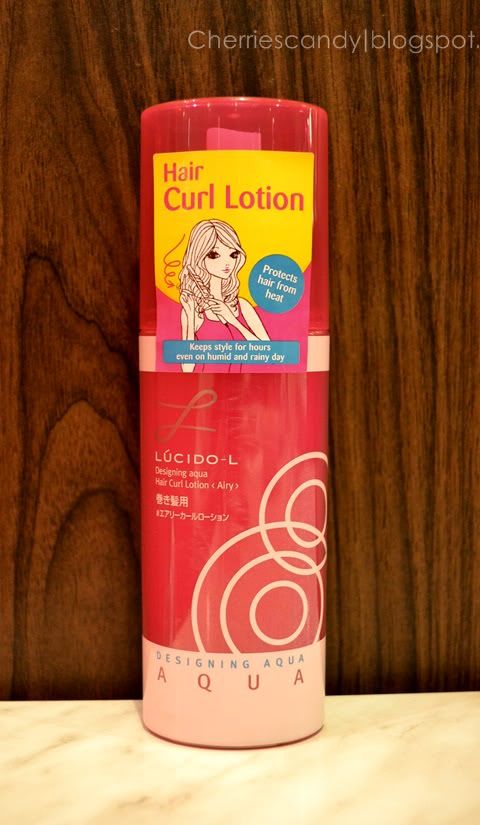 Cherriescandy|blogspot.
Hair
Curl Lotion
Protects
hair from
heat
Keeps style for hours
even on humid and rainy day
LÚCIDO-L
Designing aqua
Hair Curl Lotion <Airy>
巻き髪用
#エアリーカールローション
DESIGNING AQUA
AQUA